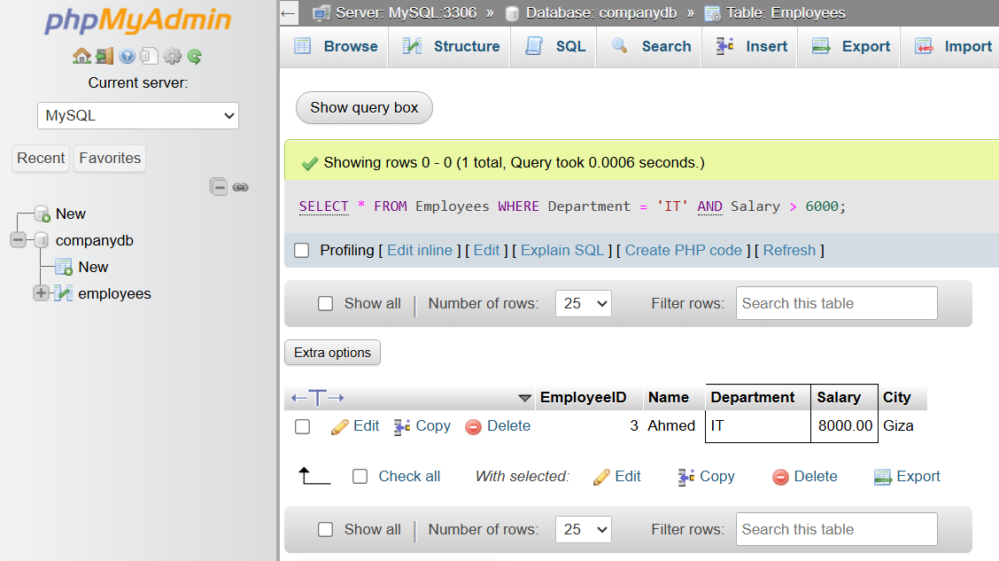 phpMyAdmin
Current server:
MySQL
Recent Favorites
New
companydb
New
employees
Server: MySQL:3306 » Database: companydb » Table: Employees
Browse Structure SQL Search Insert Export Import
Show query box
Showing rows 0 - 0 (1 total, Query took 0.0006 seconds.)
SELECT * FROM Employees WHERE Department = 'IT' AND Salary > 6000;
Profiling [ Edit inline ] [ Edit ] [ Explain SQL ] [ Create PHP code ] [ Refresh ]
Show all Number of rows: 25 Filter rows: Search this table
Extra options
EmployeeID Name Department Salary City
Edit Copy Delete 3 Ahmed IT 8000.00 Giza
Check all With selected: Edit Copy Delete Export
Show all Number of rows: 25 Filter rows: Search this table